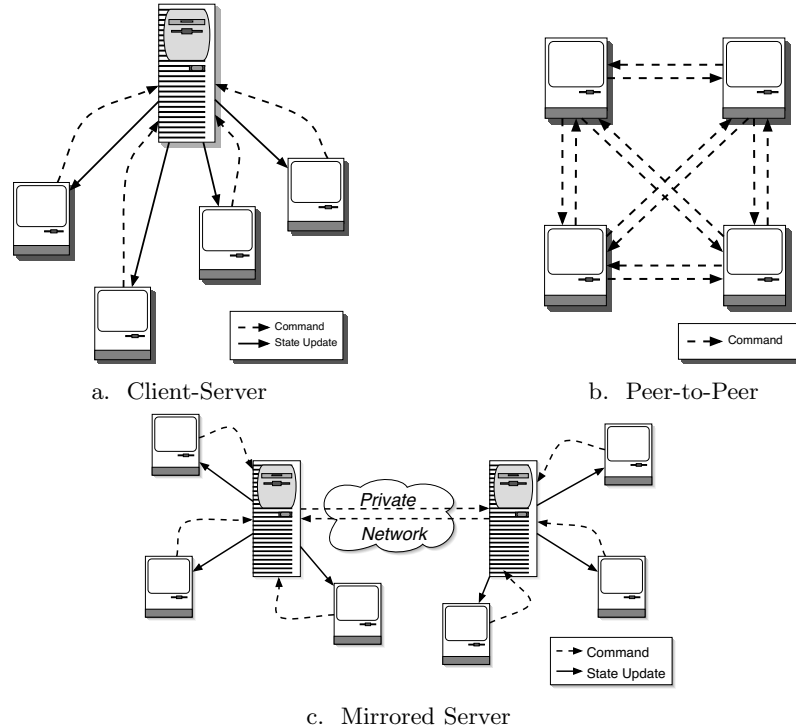 Command
State Update
a. Client-Server
Command
b. Peer-to-Peer
Private
Network
Command
State Update
c. Mirrored Server